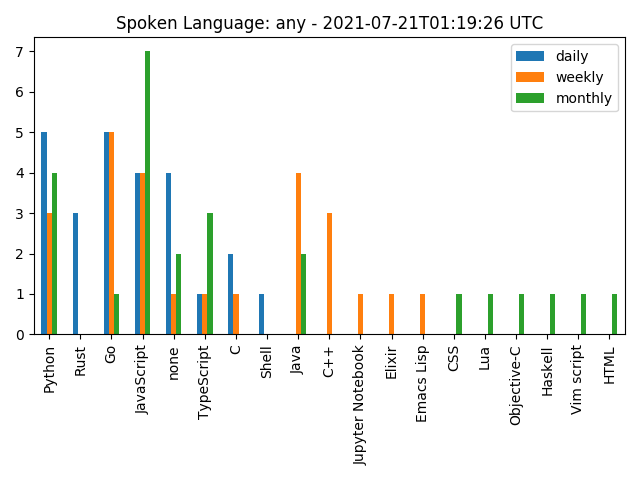 Spoken Language: any - 2021-07-21T01:19:26 UTC
daily
weekly
monthly
7
6
5
4
3
2
1
0
Python
Rust
Go
JavaScript
none
TypeScript
C
Shell
Java
C++
Jupyter Notebook
Elixir
Emacs Lisp
CSS
Lua
Objective-C
Haskell
Vim script
HTML